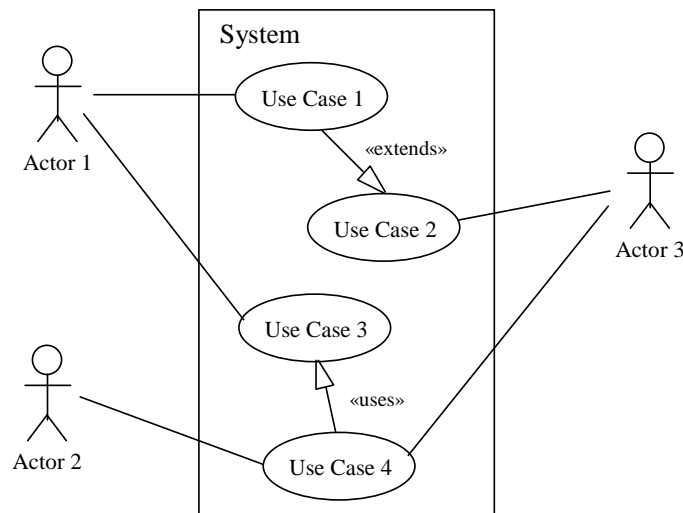 System
Use Case 1
Actor 1
«extends»
Use Case 2
Actor 3
Use Case 3
«uses»
Actor 2
Use Case 4